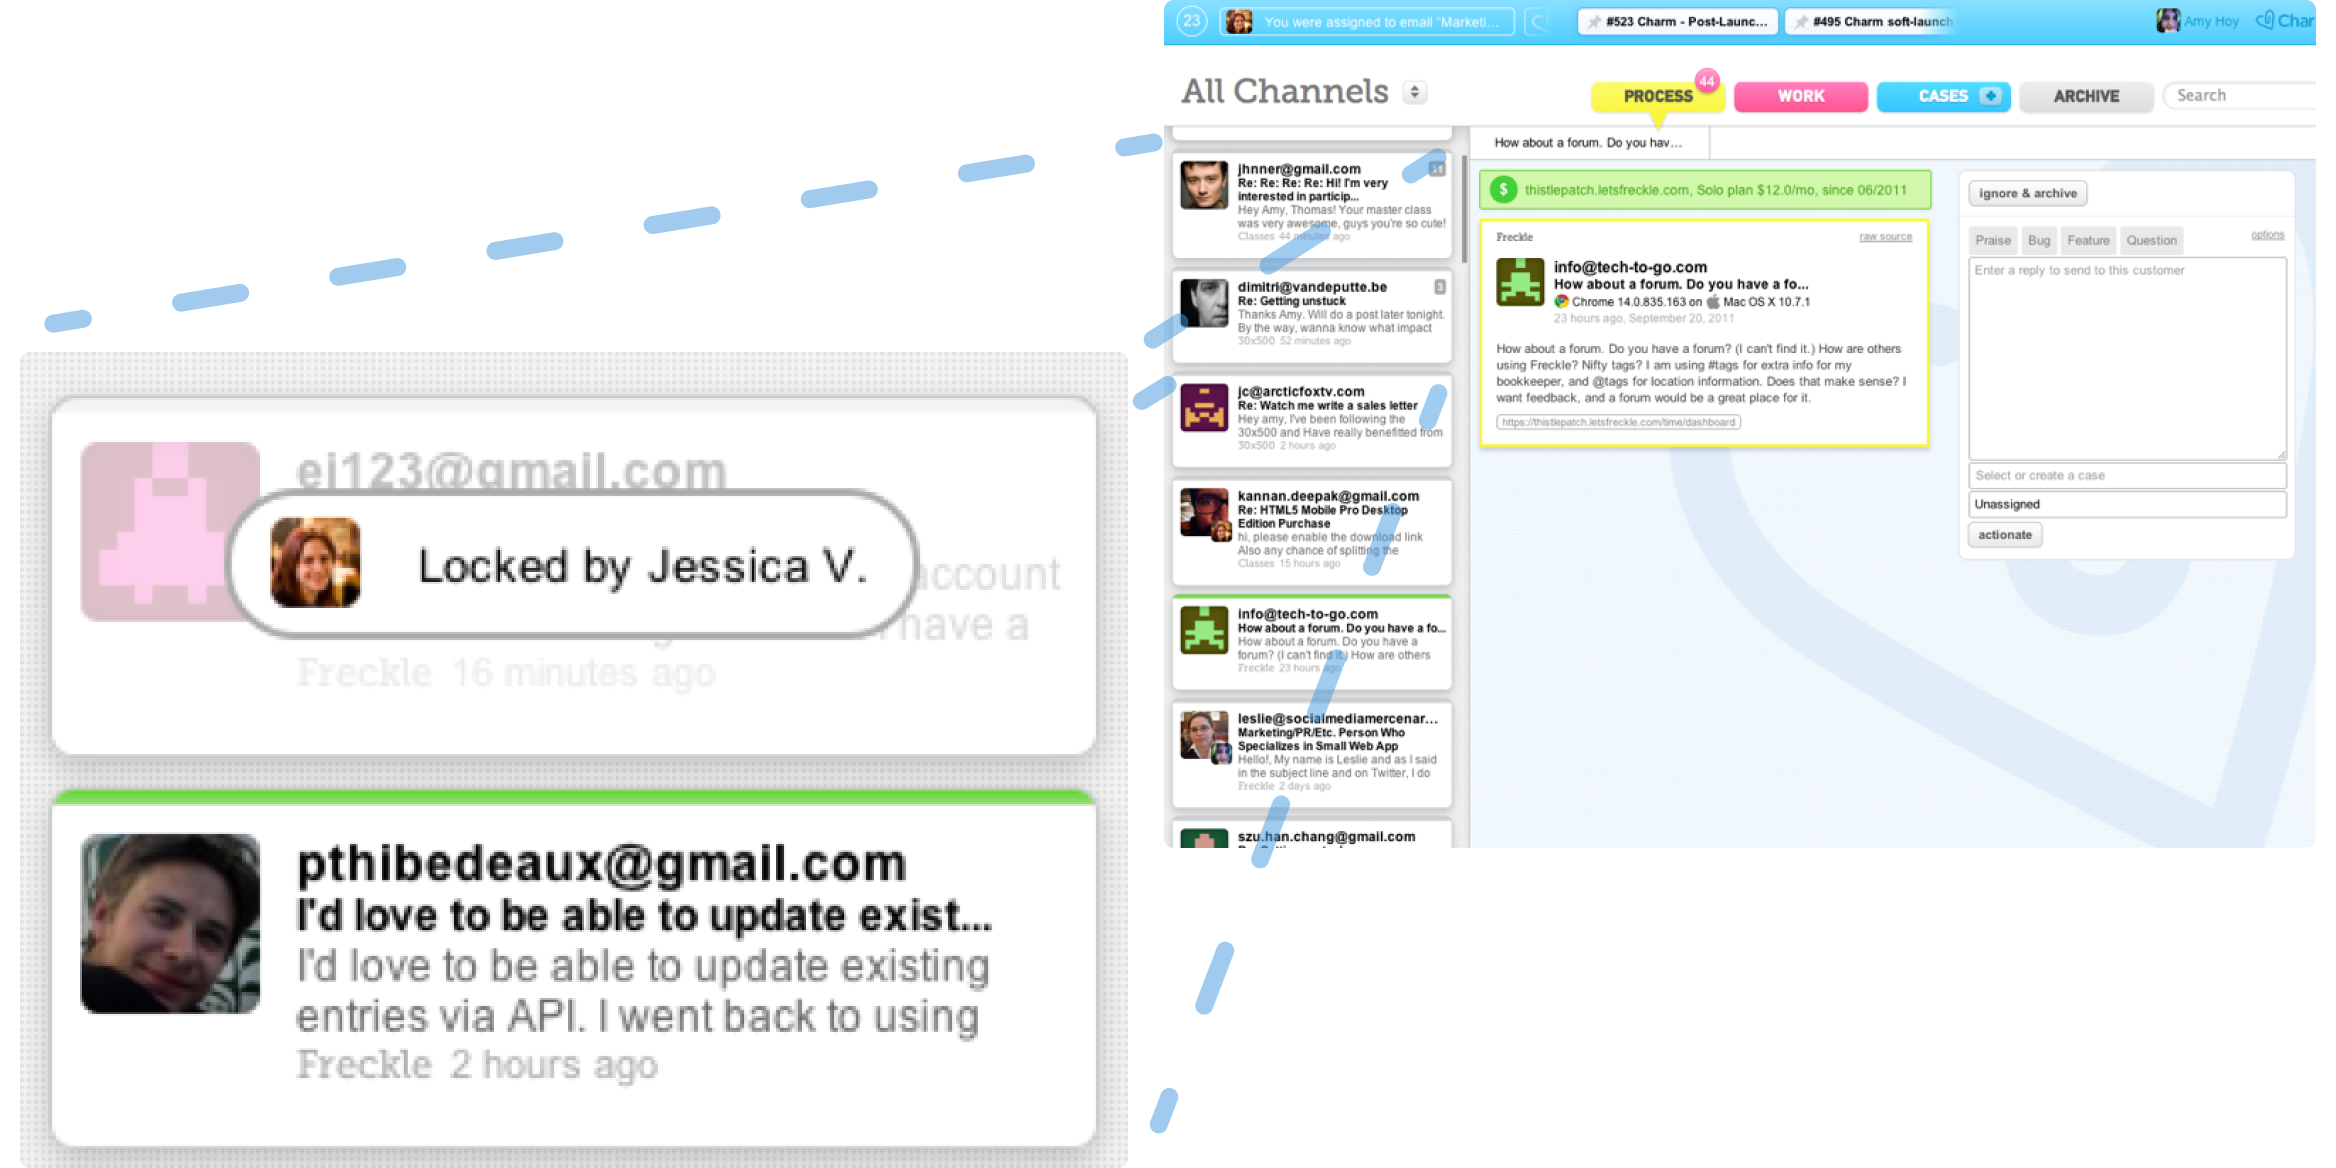 23
You were assigned to email "Marketi...
#523 Charm - Post-Launc...
#495 Charm soft-launch
Amy Hoy
Char
All Channels
PROCESS
44
WORK
CASES
ARCHIVE
Search
jhnner@gmail.com
Re: Re: Re: Re: Hi! I'm very
interested in particip...
Hey Amy, Thomas! Your master class
was very awesome, guys you're so cute!
Classes 44 minutes ago
dimitri@vandeputte.be
3
Re: Getting unstuck
Thanks Amy. Will do a post later tonight.
By the way, wanna know what impact
30x500 52 minutes ago
jc@arcticfoxtv.com
Re: Watch me write a sales letter
Hey amy, I've been following the
30x500 and Have really benefitted from
30x500 2 hours ago
kannan.deepak@gmail.com
Re: HTML5 Mobile Pro Desktop
Edition Purchase
hi, please enable the download link
Also any chance of splitting the
Classes 15 hours ago
info@tech-to-go.com
How about a forum. Do you have a fo...
How about a forum. Do you have a
forum? (I can't find it.) How are others
Freckle 23 hours ago
leslie@socialmediamercenar...
Marketing/PR/Etc. Person Who
Specializes in Small Web App
Hello!, My name is Leslie and as I said
in the subject line and on Twitter, I do
Freckle 2 days ago
szu.han.chang@gmail.com
How about a forum. Do you hav...
$ thistlepatch.letsfreckle.com, Solo plan $12.0/mo, since 06/2011
Freckle
raw source
info@tech-to-go.com
How about a forum. Do you have a fo...
Chrome 14.0.835.163 on Mac OS X 10.7.1
23 hours ago, September 20, 2011
How about a forum. Do you have a forum? (I can't find it.) How are others
using Freckle? Nifty tags? I am using #tags for extra info for my
bookkeeper, and @tags for location information. Does that make sense? I
want feedback, and a forum would be a great place for it.
https://thistlepatch.letsfreckle.com/time/dashboard
ignore & archive
Praise
Bug
Feature
Question
options
Enter a reply to send to this customer
Select or create a case
Unassigned
actionate
ei123@gmail.com
Locked by Jessica V.
account
have a
Freckle 16 minutes ago
pthibedeaux@gmail.com
I'd love to be able to update exist...
I'd love to be able to update existing
entries via API. I went back to using
Freckle 2 hours ago